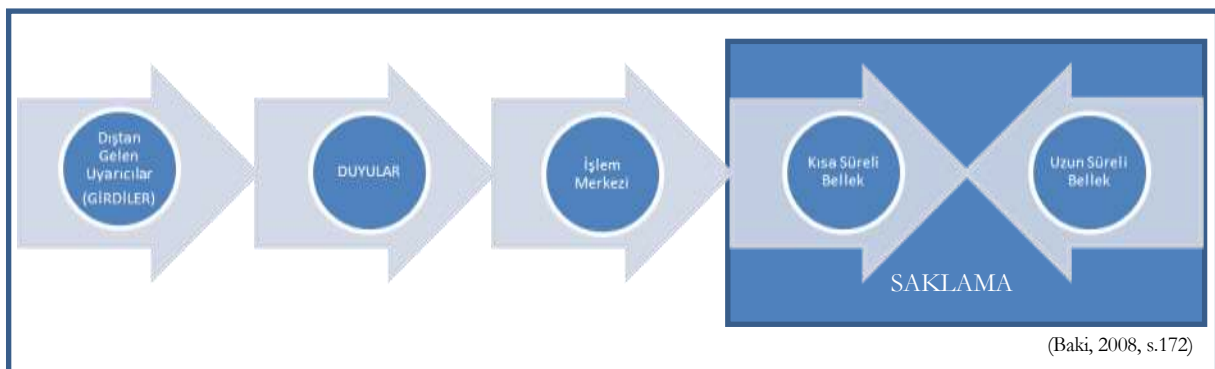 Dıştan
Gelen
Uyarıcılar
(GİRDİLER)
DUYULAR
İşlem
Merkezi
Kısa Süreli
Bellek
Uzun Süreli
Bellek
SAKLAMA
(Baki, 2008, s.172)